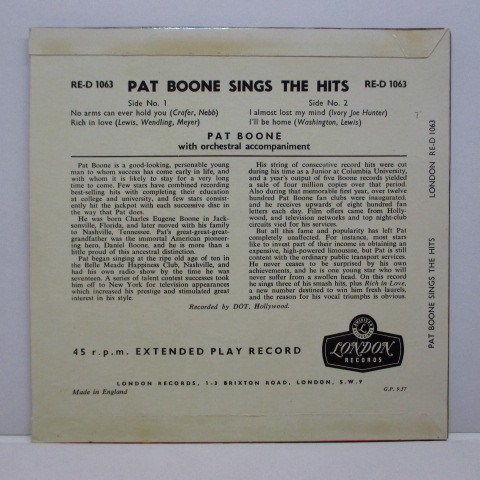 RE-D 1063 PAT BOONE SINGS THE HITS RE-D 1063
Side No. 1
No arms can ever hold you (Crafer, Nebb)
Rich in love (Lewis, Wendling, Meyer)
Side No. 2
I almost lost my mind (Ivory Joe Hunter)
I'll be home (Washington, Lewis)
PAT BOONE
with orchestral accompaniment
Pat Boone is a good-looking, personable young
man to whom success has come early in life, and
with whom it is likely to stay for a very long
time to come. Few stars have combined recording
best-selling hits with completing their education
at college and university, and few stars consist-
ently hit the jackpot with each successive disc in
the way that Pat does.
He was born Charles Eugene Boone in Jack-
sonville, Florida, and later moved with his family
to Nashville, Tennessee. Pat's great-great-great-
grandfather was the immortal American pioneer-
ing hero, Daniel Boone, and he is more than a
little proud of this ancestral distinction.
Pat began singing at the ripe old age of ten in
the Belle Meade Happiness Club, Nashville, and
had his own radio show by the time he was
seventeen. A series of talent contest successes took
him off to New York for television appearances
which increased his prestige and stimulated great
interest in his style.
His string of consecutive record hits were cut
during his time as a Junior at Columbia University,
and a year's output of five Boone records yielded
a sale of four million copies over that period.
Also during that memorable first year, over twelve
hundred Pat Boone fan clubs were inaugurated,
and he receives upwards of eight hundred fan
letters each day. Film offers came from Holly-
wood, and television networks and top night-club
circuits vied for his services.
But all this fame and popularity has left Pat
completely unaffected. For instance, most stars
like to invest part of their income in obtaining an
expensive, high-powered limousine, but Pat is still
content with the ordinary public transport services.
He never ceases to be surprised by his own
achievements, and he is one young star who will
never suffer from a swollen head. On this record
he sings three of his smash hits, plus Rich in Love,
a new number destined to win him fresh laurels,
and the reason for his vocal triumphs is obvious.
Recorded by DOT, Hollywood.
45 r.p.m. EXTENDED PLAY RECORD
LONDON
RECORDS
LONDON RECORDS, 1-3 BRIXTON ROAD, LONDON, S.W.9
Made in England
G.P. 5.57
PAT BOONE SINGS THE HITS LONDON RE-D 1063